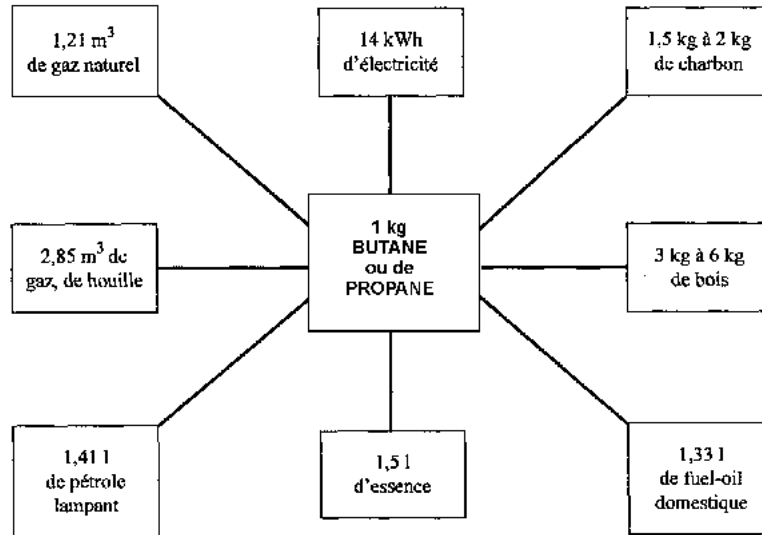 1,21 m³
de gaz naturel
14 kWh
d'électricité
1,5 kg à 2 kg
de charbon
1 kg
BUTANE
ou de
PROPANE
2,85 m³ de
gaz, de houille
3 kg à 6 kg
de bois
1,41 l
de pétrole
lampant
1,5 l
d'essence
1,33 l
de fuel-oil
domestique